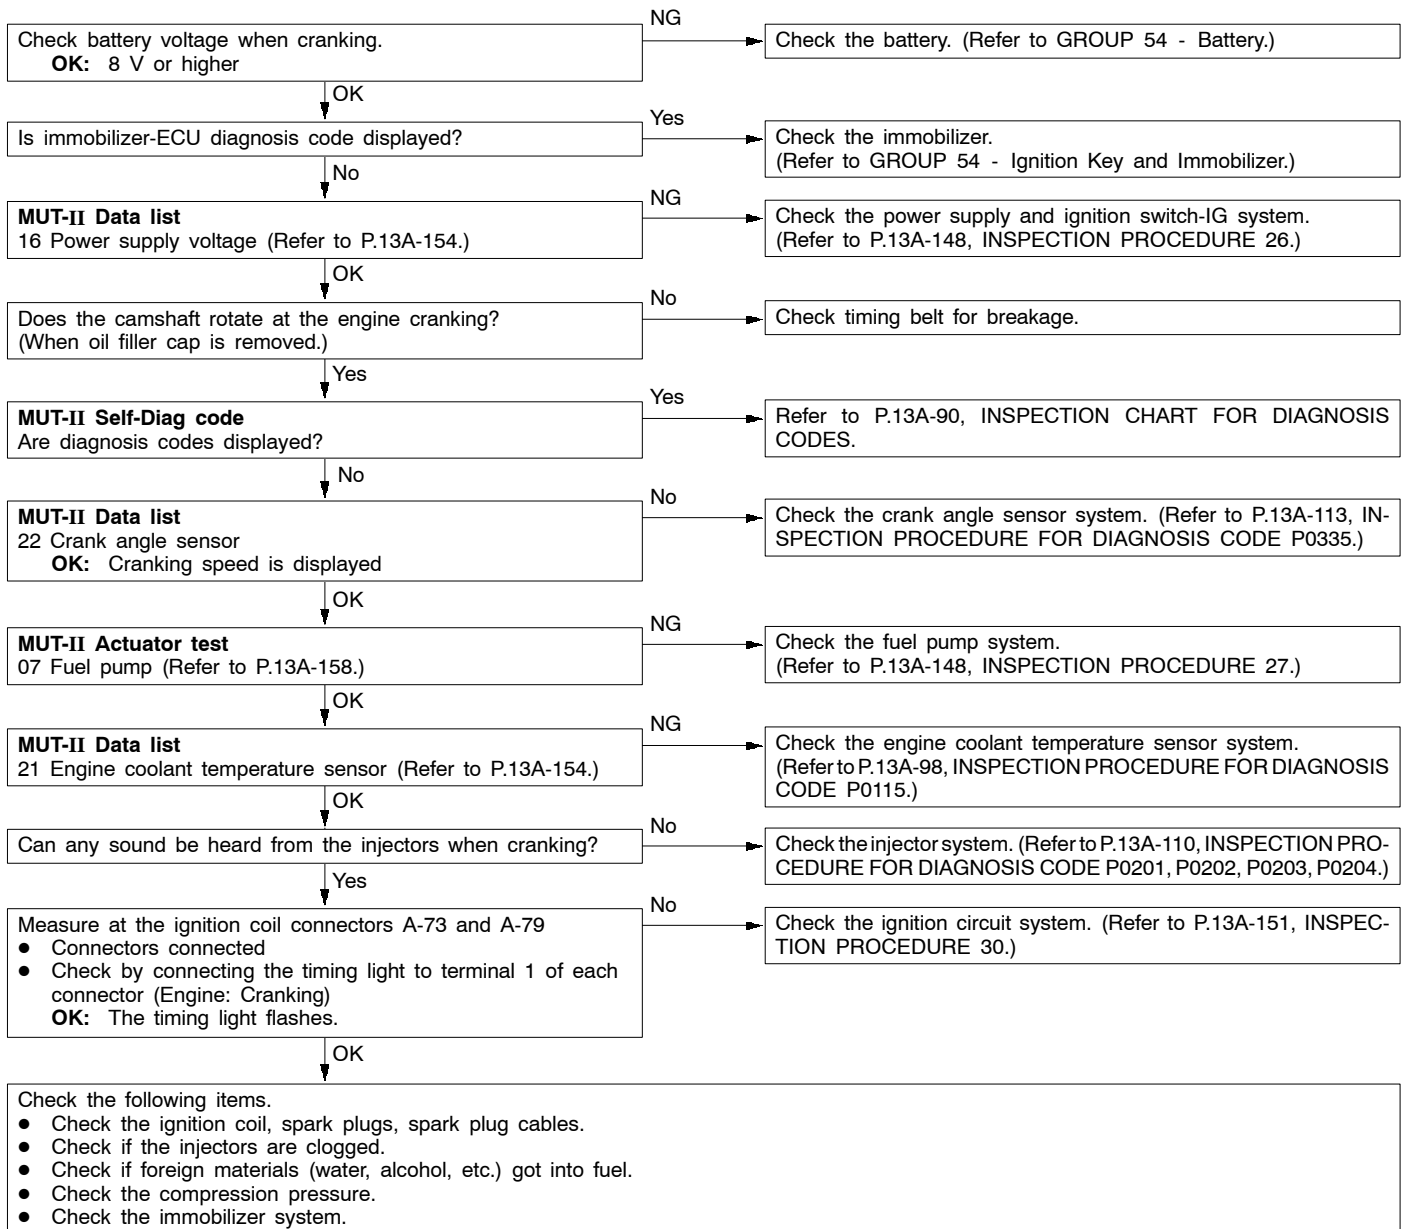 NG
Check battery voltage when cranking.
OK: 8 V or higher
Check the battery. (Refer to GROUP 54 - Battery.)
OK
Yes
Is immobilizer-ECU diagnosis code displayed?
Check the immobilizer.
(Refer to GROUP 54 - Ignition Key and Immobilizer.)
No
NG
MUT-II Data list
16 Power supply voltage (Refer to P.13A-154.)
Check the power supply and ignition switch-IG system.
(Refer to P.13A-148, INSPECTION PROCEDURE 26.)
OK
No
Does the camshaft rotate at the engine cranking?
(When oil filler cap is removed.)
Check timing belt for breakage.
Yes
Yes
MUT-II Self-Diag code
Are diagnosis codes displayed?
Refer to P.13A-90, INSPECTION CHART FOR DIAGNOSIS
CODES.
No
No
MUT-II Data list
22 Crank angle sensor
OK: Cranking speed is displayed
Check the crank angle sensor system. (Refer to P.13A-113, IN-
SPECTION PROCEDURE FOR DIAGNOSIS CODE P0335.)
OK
NG
MUT-II Actuator test
07 Fuel pump (Refer to P.13A-158.)
Check the fuel pump system.
(Refer to P.13A-148, INSPECTION PROCEDURE 27.)
OK
NG
MUT-II Data list
21 Engine coolant temperature sensor (Refer to P.13A-154.)
Check the engine coolant temperature sensor system.
(Refer to P.13A-98, INSPECTION PROCEDURE FOR DIAGNOSIS
CODE P0115.)
OK
No
Can any sound be heard from the injectors when cranking?
Check the injector system. (Refer to P.13A-110, INSPECTION PRO-
CEDURE FOR DIAGNOSIS CODE P0201, P0202, P0203, P0204.)
Yes
No
Measure at the ignition coil connectors A-73 and A-79
● Connectors connected
● Check by connecting the timing light to terminal 1 of each
connector (Engine: Cranking)
OK: The timing light flashes.
Check the ignition circuit system. (Refer to P.13A-151, INSPEC-
TION PROCEDURE 30.)
OK
Check the following items.
● Check the ignition coil, spark plugs, spark plug cables.
● Check if the injectors are clogged.
● Check if foreign materials (water, alcohol, etc.) got into fuel.
● Check the compression pressure.
● Check the immobilizer system.